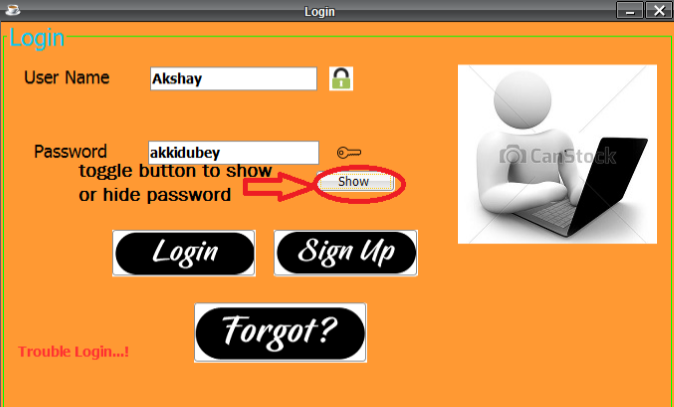 Login
Login
User Name
Akshay
CanStock
Password
akkidubey
toggle button to show
or hide password
Show
Login
Sign Up
Forgot?
Trouble Login...!